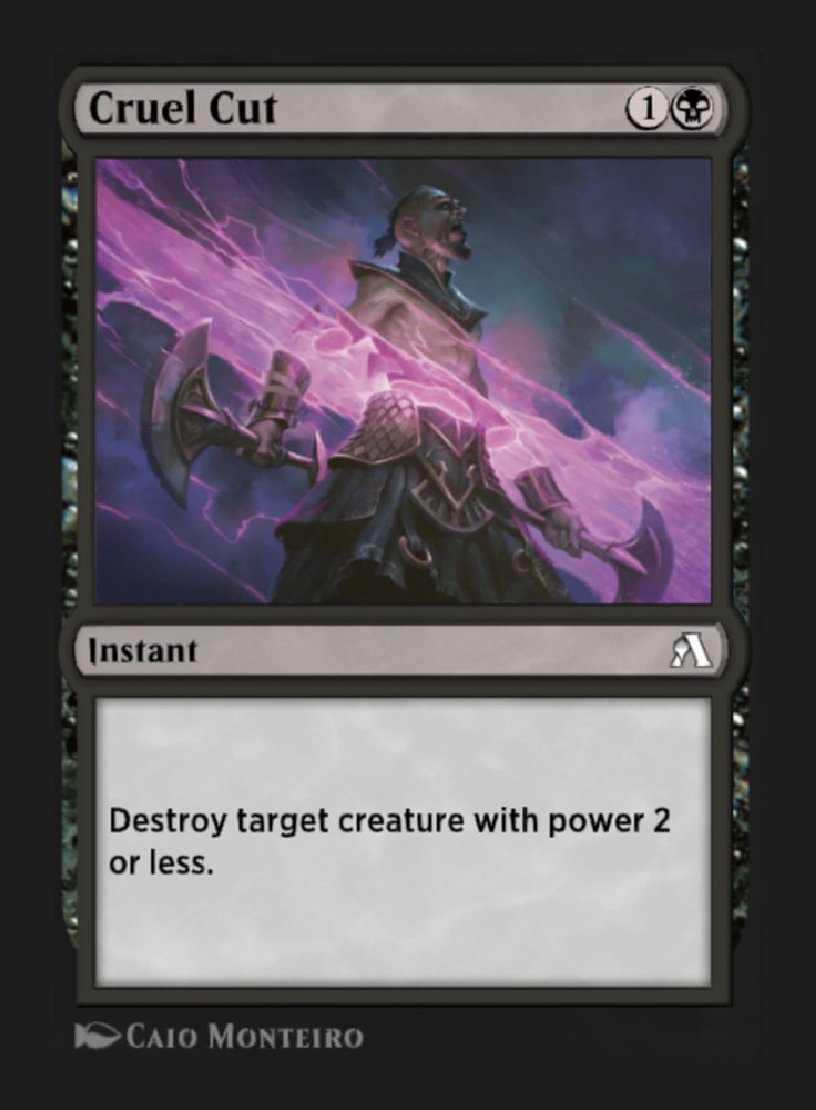 Cruel Cut 1
Instant
Destroy target creature with power 2
or less.
CAIO MONTEIRO